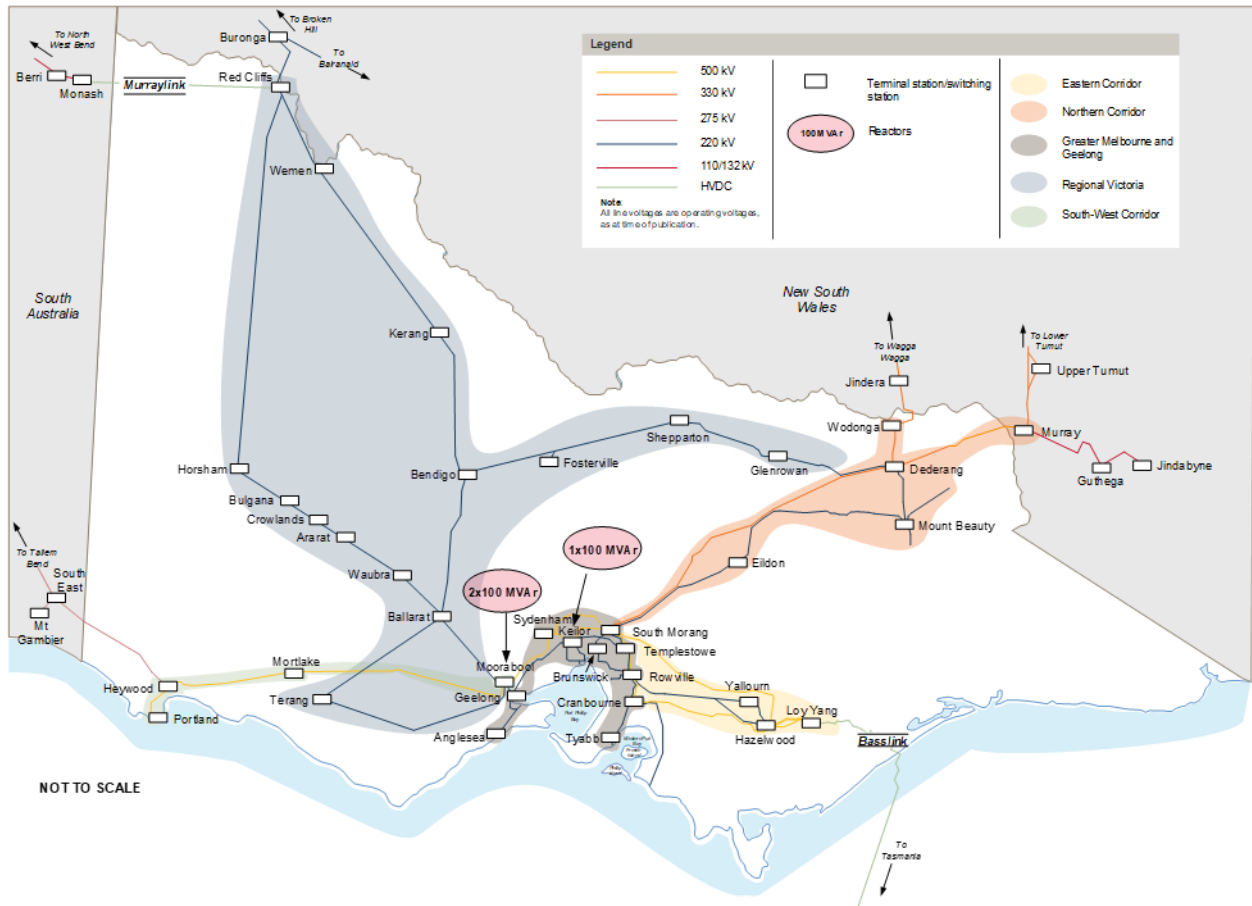 To North
West Bend
Berri
Monash
Murraylink
Buronga
To Broken
Hill
To
Balranald
Red Cliffs
Wemen
Legend
500 kV
330 kV
275 kV
220 kV
110/132 kV
HVDC
Note:
All line voltages are operating voltages,
as at time of publication.
Terminal station/switching
station
100 MVAr
Reactors
Eastern Corridor
Northern Corridor
Greater Melbourne and
Geelong
Regional Victoria
South-West Corridor
South
Australia
New South
Wales
Kerang
To Wagga
Wagga
Jindera
To Lower
Tumut
Upper Tumut
Wodonga
Murray
Shepparton
Fosterville
Glenrowan
Dederang
Guthega
Jindabyne
Horsham
Bendigo
Bulgana
Crowlands
Ararat
Mount Beauty
Waubra
Eildon
1x100 MVAr
2x100 MVAr
To Tailem
Bend
South
East
Mt
Gambier
Ballarat
Sydenham
Keilor
South Morang
Templestowe
Mortlake
Moorabool
Brunswick
Rowville
Heywood
Portland
Terang
Geelong
Port Phillip
Bay
Cranbourne
Yallourn
Loy Yang
Anglesea
Tyabb
Hazelwood
Basslink
NOT TO SCALE
To
Tasmania